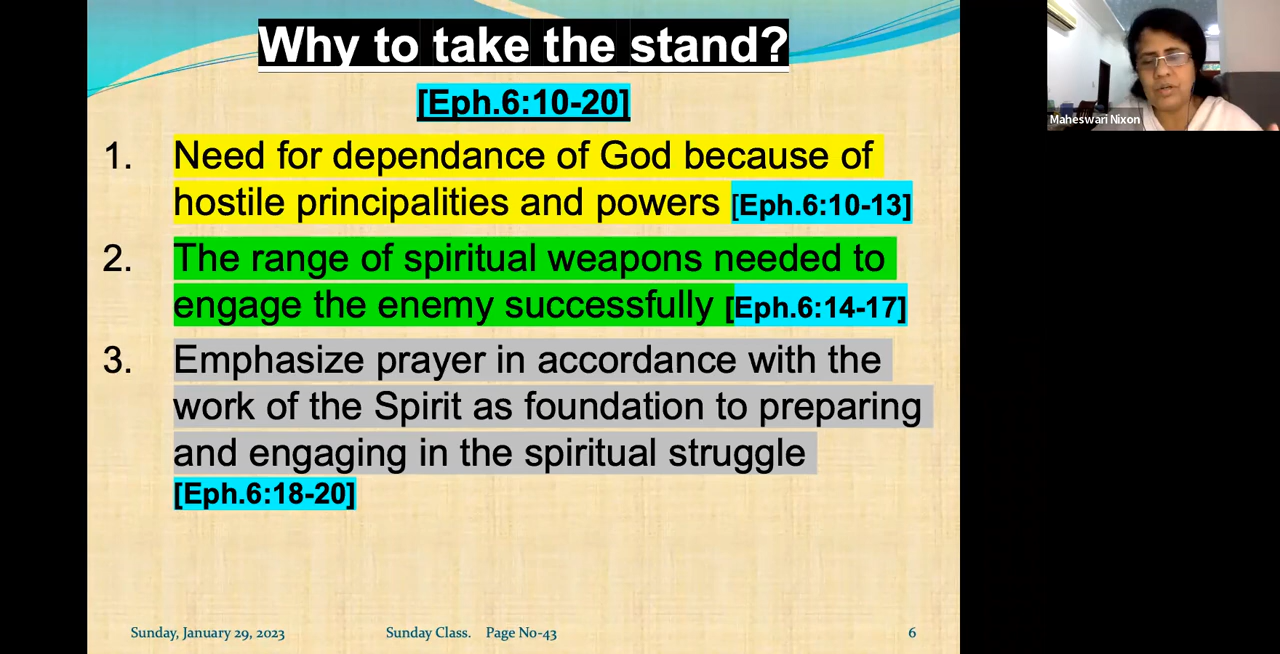 Why to take the stand?
[Eph.6:10-20]
1. Need for dependance of God because of
hostile principalities and powers [Eph.6:10-13]
2. The range of spiritual weapons needed to
engage the enemy successfully [Eph.6:14-17]
3. Emphasize prayer in accordance with the
work of the Spirit as foundation to preparing
and engaging in the spiritual struggle
[Eph.6:18-20]
Sunday, January 29, 2023 Sunday Class. Page No-43 6
Maheswari Nixon